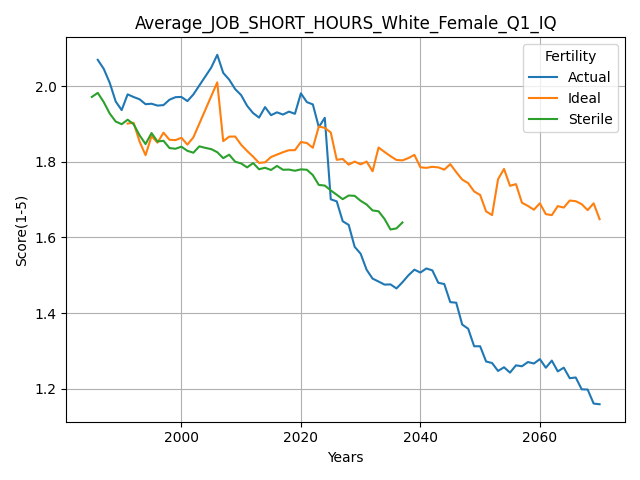 Average_JOB_SHORT_HOURS_White_Female_Q1_IQ
Fertility
Actual
Ideal
Sterile
Score(1-5)
2.0
1.8
1.6
1.4
1.2
2000
2020
2040
2060
Years